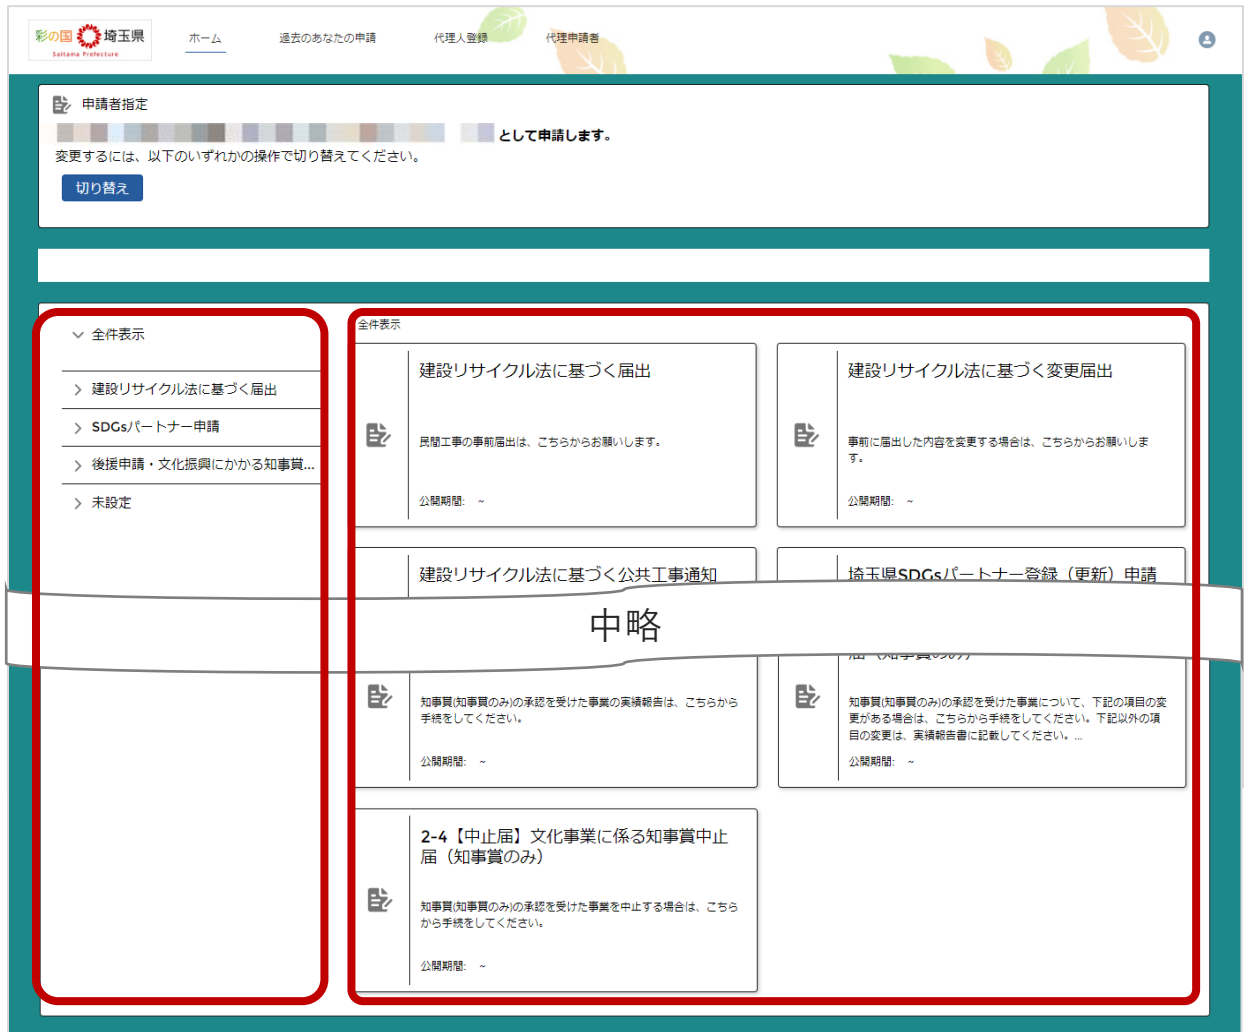 彩の国 埼玉県
Saitama Prefecture
ホーム
過去のあなたの申請
代理人登録
代理申請者
申請者指定
として申請します。
変更するには、以下のいずれかの操作で切り替えてください。
切り替え
全件表示
建設リサイクル法に基づく届出
SDGsパートナー申請
後援申請・文化振興にかかる知事賞...
未設定
全件表示
建設リサイクル法に基づく届出
民間工事の事前届出は、こちらからお願いします。
公開期間: ~
建設リサイクル法に基づく変更届出
事前に届出した内容を変更する場合は、こちらからお願いしま
す。
公開期間: ~
建設リサイクル法に基づく公共工事通知
埼玉県SDGsパートナー登録（更新）申請
中略
知事賞(知事賞のみ)の承認を受けた事業の実績報告は、こちらから
手続をしてください。
公開期間: ~
届（知事賞のみ）
知事賞(知事賞のみ)の承認を受けた事業について、下記の項目の変
更がある場合は、こちらから手続をしてください。下記以外の項
目の変更は、実績報告書に記載してください。...
公開期間: ~
2-4【中止届】文化事業に係る知事賞中止
届（知事賞のみ）
知事賞(知事賞のみ)の承認を受けた事業を中止する場合は、こちら
から手続をしてください。
公開期間: ~